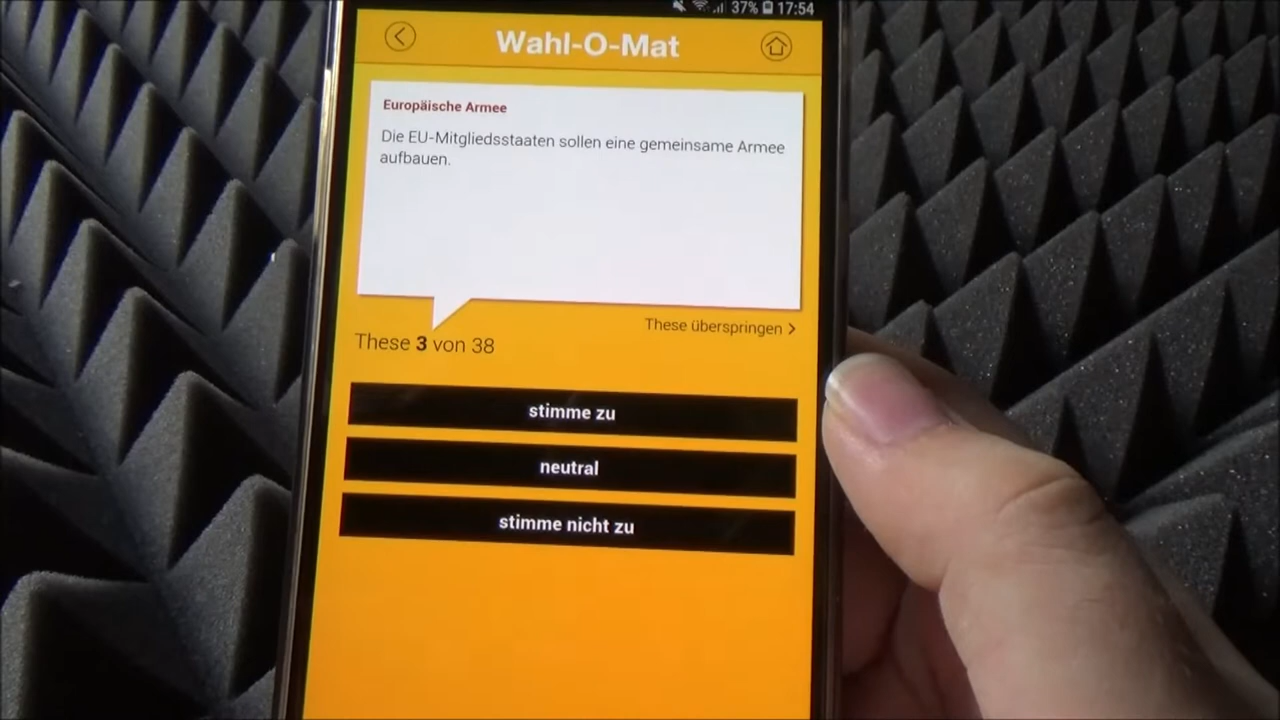 37% 17:54
Wahl-O-Mat
Europäische Armee
Die EU-Mitgliedsstaaten sollen eine gemeinsame Armee
aufbauen.
These überspringen >
These 3 von 38
stimme zu
neutral
stimme nicht zu